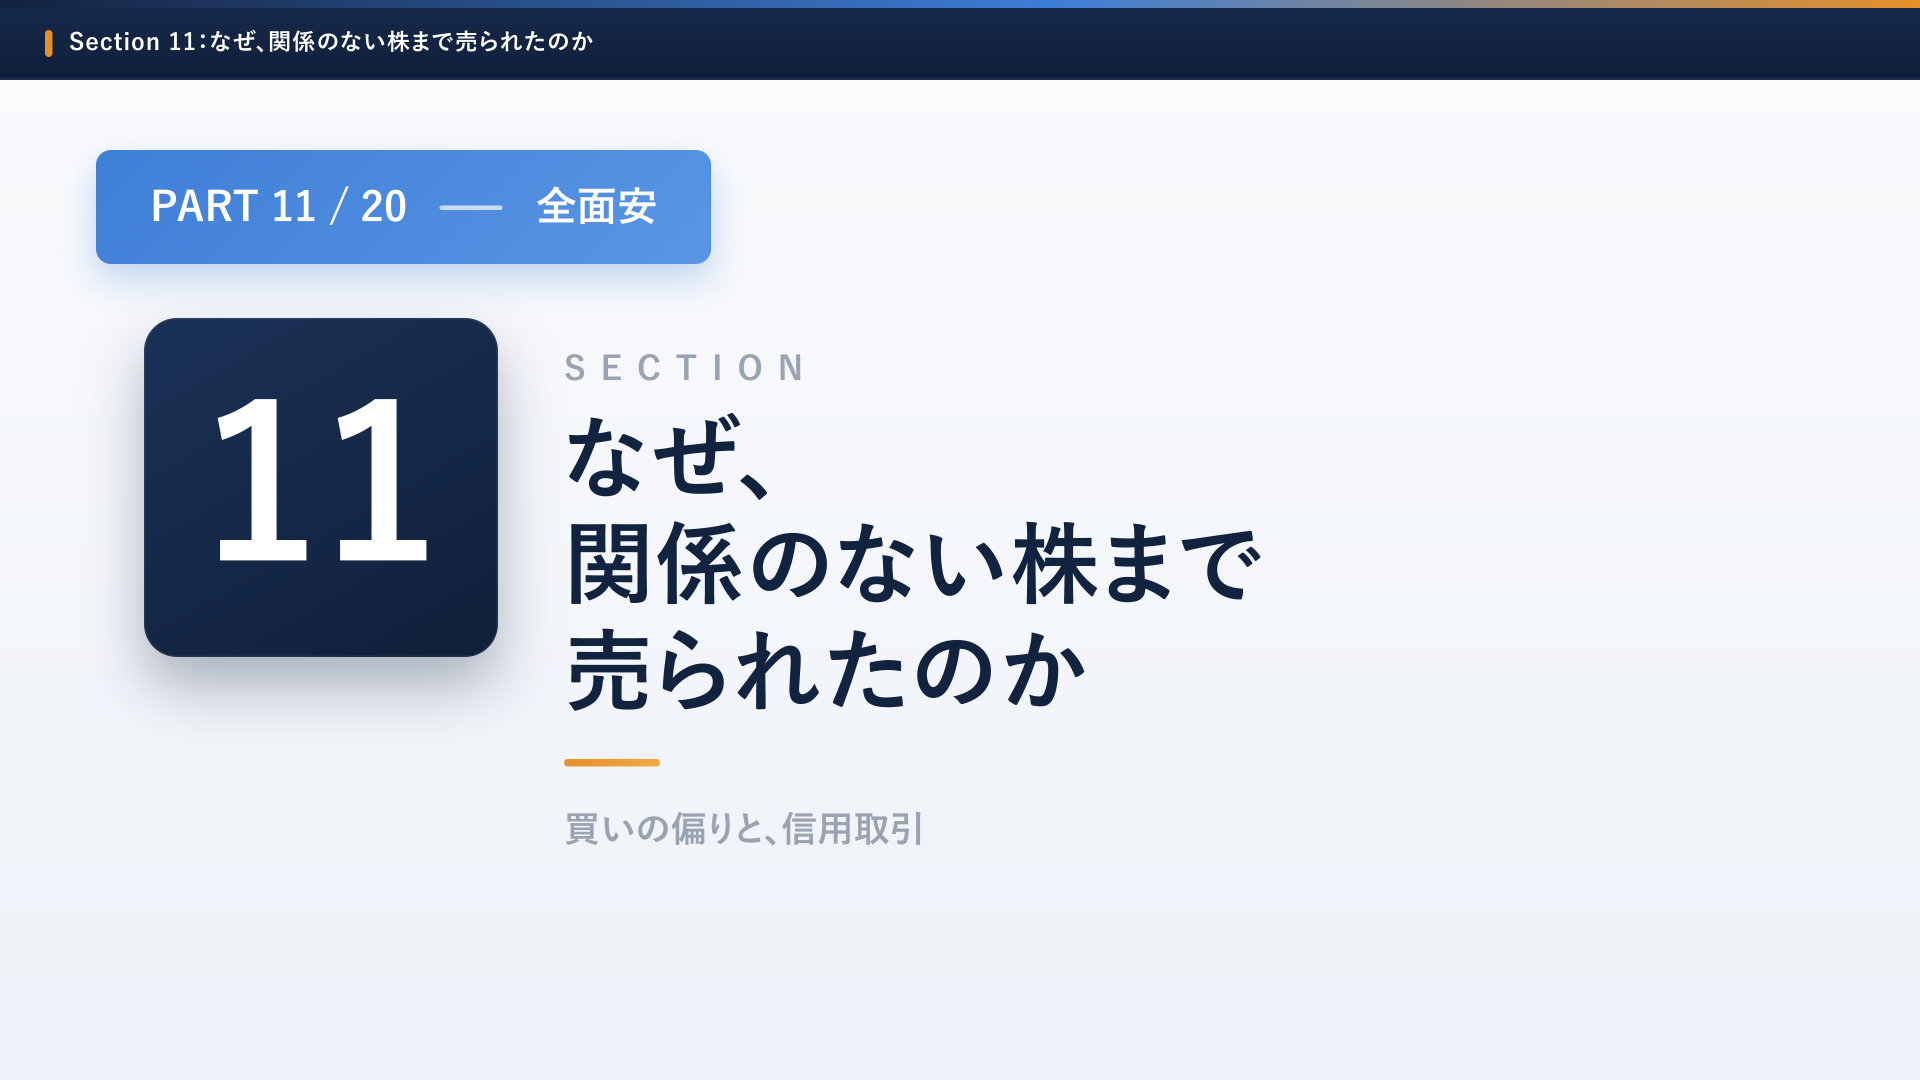 Section 11：なぜ、関係のない株まで売られたのか
PART 11 / 20 — 全面安
11
SECTION
なぜ、
関係のない株まで
売られたのか
買いの偏りと、信用取引